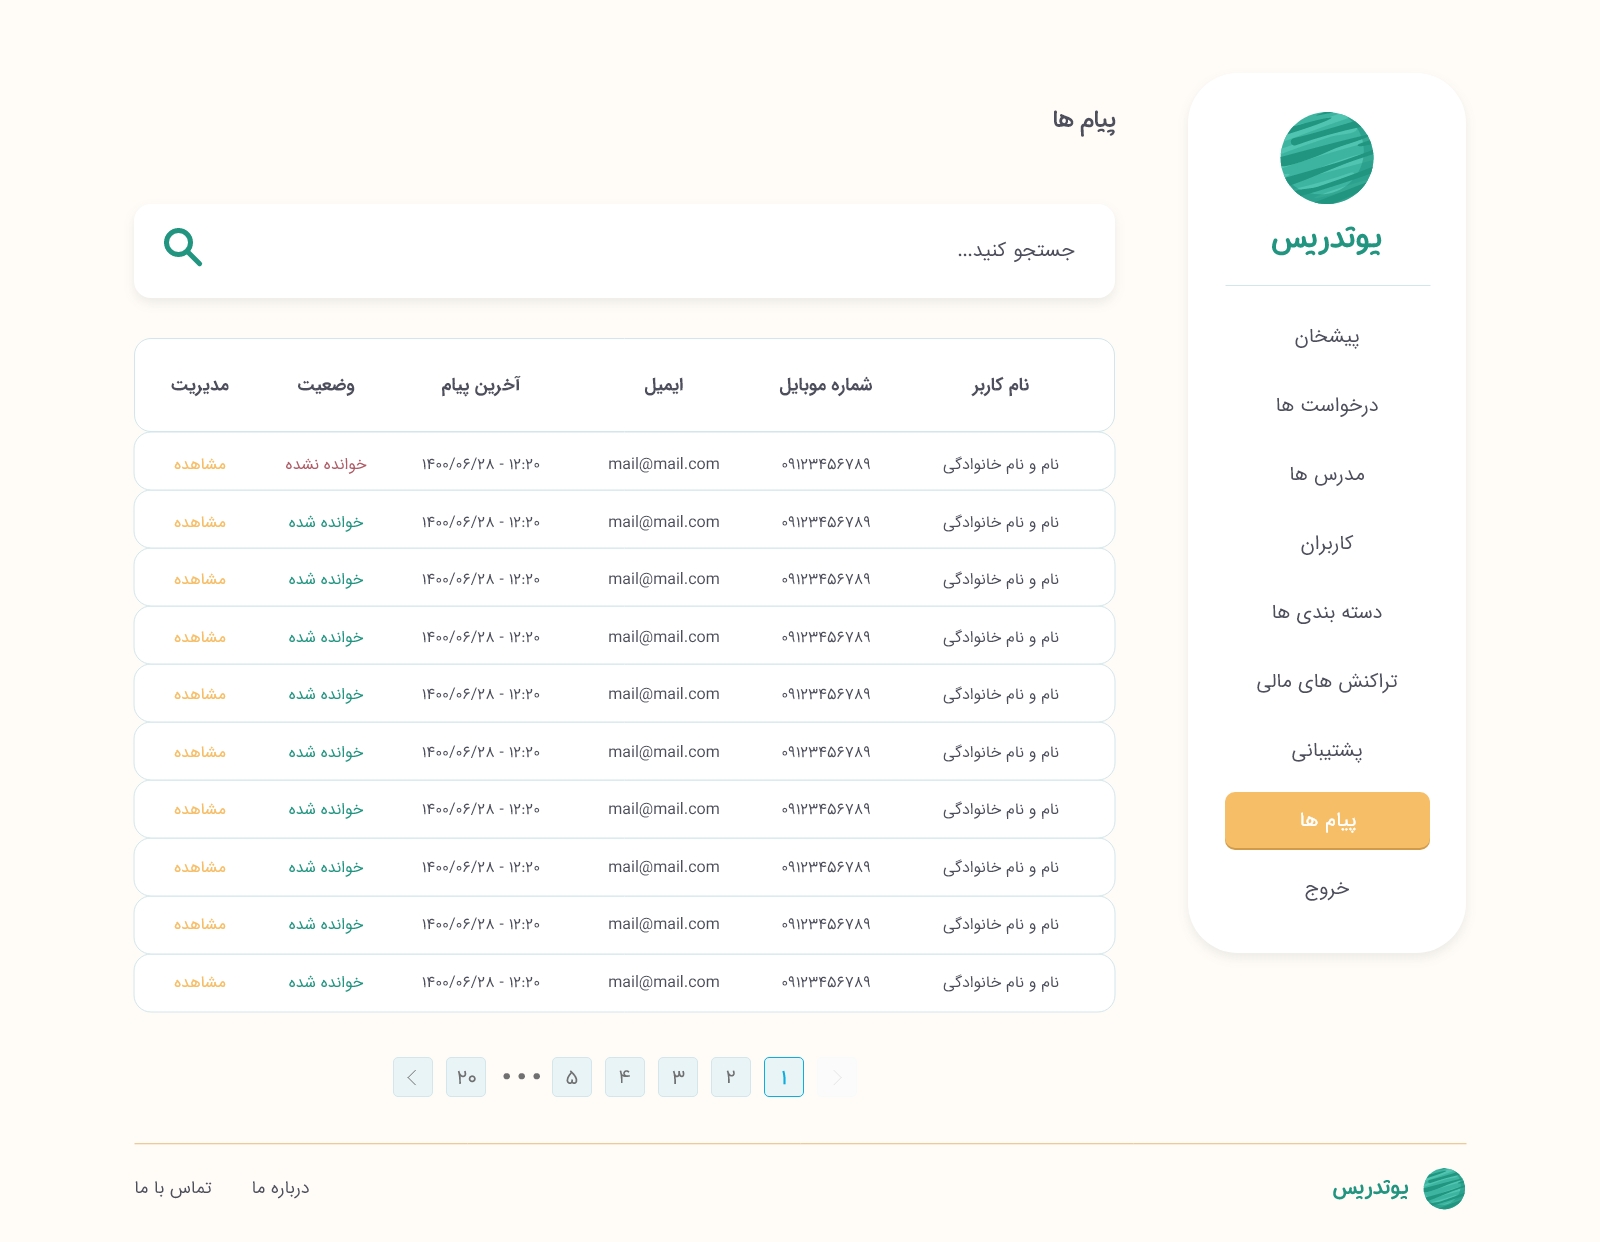 یوتدریس
پیشخان
درخواست ها
مدرس ها
کاربران
دسته بندی ها
تراکنش های مالی
پشتیبانی
پیام ها
خروج
پیام ها
جستجو کنید...
نام کاربر شماره موبایل ایمیل آخرین پیام وضعیت مدیریت
نام و نام خانوادگی ۰۹۱۲۳۴۵۶۷۸۹ mail@mail.com ۱۴۰۰/۰۶/۲۸ - ۱۲:۲۰ خوانده نشده مشاهده
نام و نام خانوادگی ۰۹۱۲۳۴۵۶۷۸۹ mail@mail.com ۱۴۰۰/۰۶/۲۸ - ۱۲:۲۰ خوانده شده مشاهده
نام و نام خانوادگی ۰۹۱۲۳۴۵۶۷۸۹ mail@mail.com ۱۴۰۰/۰۶/۲۸ - ۱۲:۲۰ خوانده شده مشاهده
نام و نام خانوادگی ۰۹۱۲۳۴۵۶۷۸۹ mail@mail.com ۱۴۰۰/۰۶/۲۸ - ۱۲:۲۰ خوانده شده مشاهده
نام و نام خانوادگی ۰۹۱۲۳۴۵۶۷۸۹ mail@mail.com ۱۴۰۰/۰۶/۲۸ - ۱۲:۲۰ خوانده شده مشاهده
نام و نام خانوادگی ۰۹۱۲۳۴۵۶۷۸۹ mail@mail.com ۱۴۰۰/۰۶/۲۸ - ۱۲:۲۰ خوانده شده مشاهده
نام و نام خانوادگی ۰۹۱۲۳۴۵۶۷۸۹ mail@mail.com ۱۴۰۰/۰۶/۲۸ - ۱۲:۲۰ خوانده شده مشاهده
نام و نام خانوادگی ۰۹۱۲۳۴۵۶۷۸۹ mail@mail.com ۱۴۰۰/۰۶/۲۸ - ۱۲:۲۰ خوانده شده مشاهده
نام و نام خانوادگی ۰۹۱۲۳۴۵۶۷۸۹ mail@mail.com ۱۴۰۰/۰۶/۲۸ - ۱۲:۲۰ خوانده شده مشاهده
نام و نام خانوادگی ۰۹۱۲۳۴۵۶۷۸۹ mail@mail.com ۱۴۰۰/۰۶/۲۸ - ۱۲:۲۰ خوانده شده مشاهده
۱ ۲ ۳ ۴ ۵ ••• ۲۰
یوتدریس
درباره ما تماس با ما